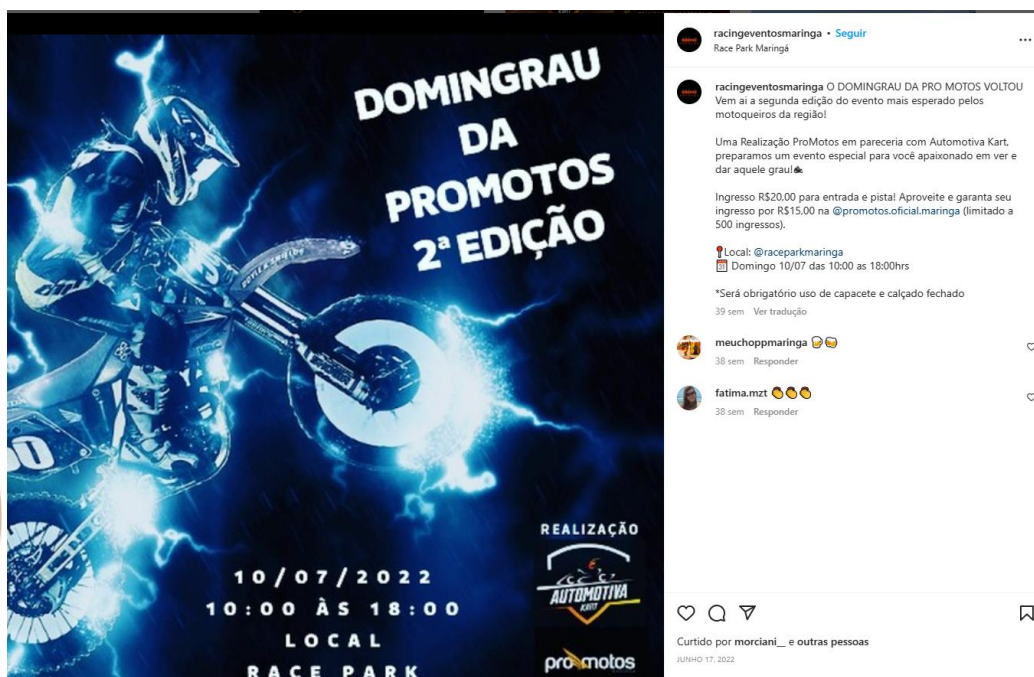 DOMINGRAU
DA
PROMOTOS
2ª EDIÇÃO
REALIZAÇÃO
AUTOMOTIVA
KART
promotos
10/07/2022
10:00 ÀS 18:00
LOCAL
RACE PARK
racingeventosmaringa • Seguir
Race Park Maringá
racingeventosmaringa O DOMINGRAU DA PRO MOTOS VOLTOU
Vem ai a segunda edição do evento mais esperado pelos
motoqueiros da região!
Uma Realização ProMotos em pareceria com Automotiva Kart,
preparamos um evento especial para você apaixonado em ver e
dar aquele grau!🏍
Ingresso R$20,00 para entrada e pista! Aproveite e garanta seu
ingresso por R$15,00 na @promotos.oficial.maringa (limitado a
500 ingressos).
📍Local: @raceparkmaringa
📅 Domingo 10/07 das 10:00 as 18:00hrs
*Será obrigatório uso de capacete e calçado fechado
39 sem Ver tradução
meuchoppmaringa 🍺🍻
38 sem Responder
fatima.mzt 👏👏👏
38 sem Responder
Curtido por morciani__ e outras pessoas
JUNHO 17, 2022